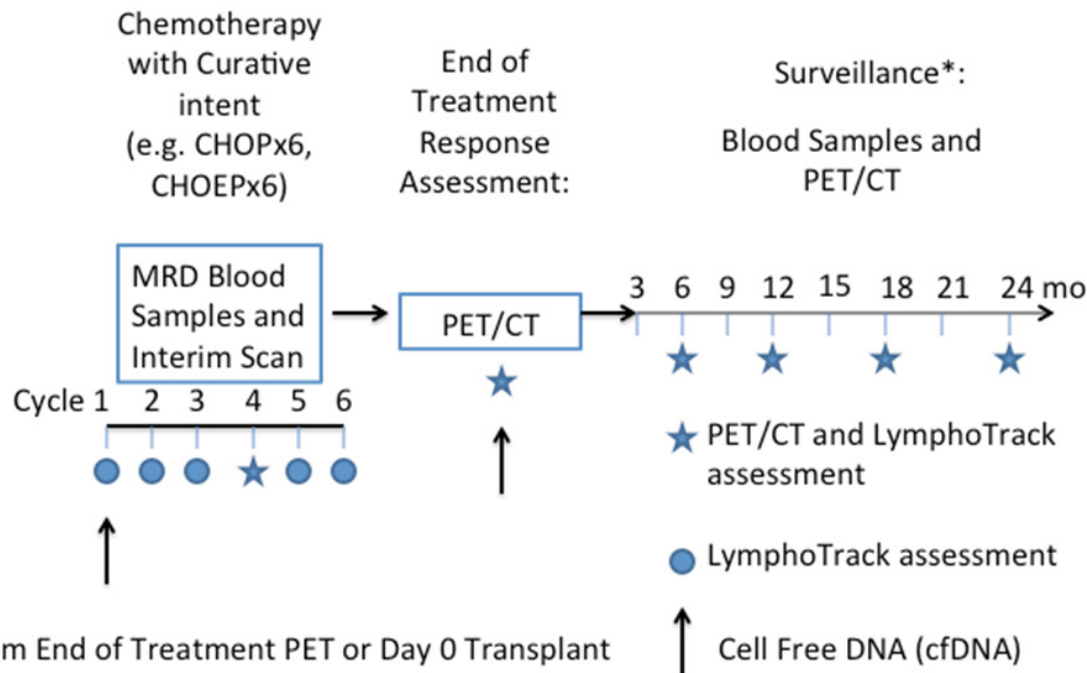 Chemotherapy
with Curative
intent
(e.g. CHOPx6,
CHOEPx6)
End of
Treatment
Response
Assessment:
Surveillance*:
Blood Samples and
PET/CT
MRD Blood
Samples and
Interim Scan
PET/CT
3 6 9 12 15 18 21 24 mo
Cycle 1 2 3 4 5 6
PET/CT and LymphoTrack
assessment
LymphoTrack assessment
End of Treatment PET or Day 0 Transplant
Cell Free DNA (cfDNA)